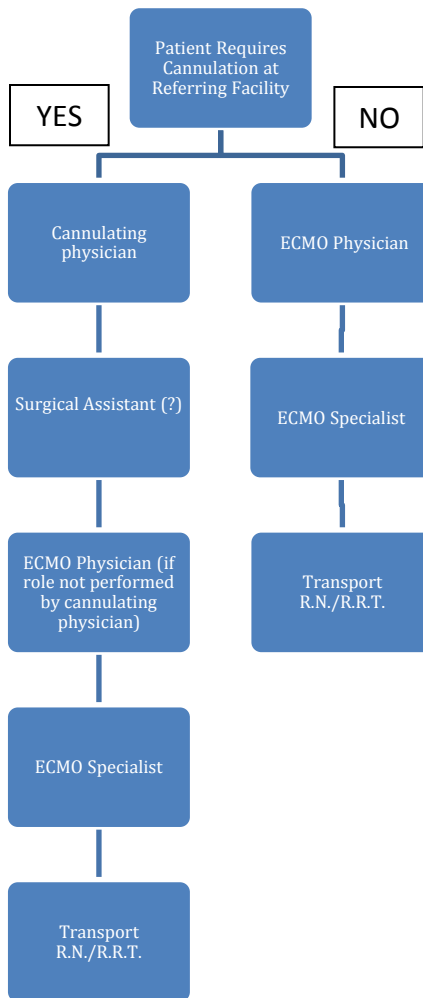 Patient Requires
Cannulation at
Referring Facility
YES
NO
Cannulating
physician
Surgical Assistant (?)
ECMO Physician (if
role not performed
by cannulating
physician)
ECMO Specialist
Transport
R.N./R.R.T.
ECMO Physician
ECMO Specialist
Transport
R.N./R.R.T.